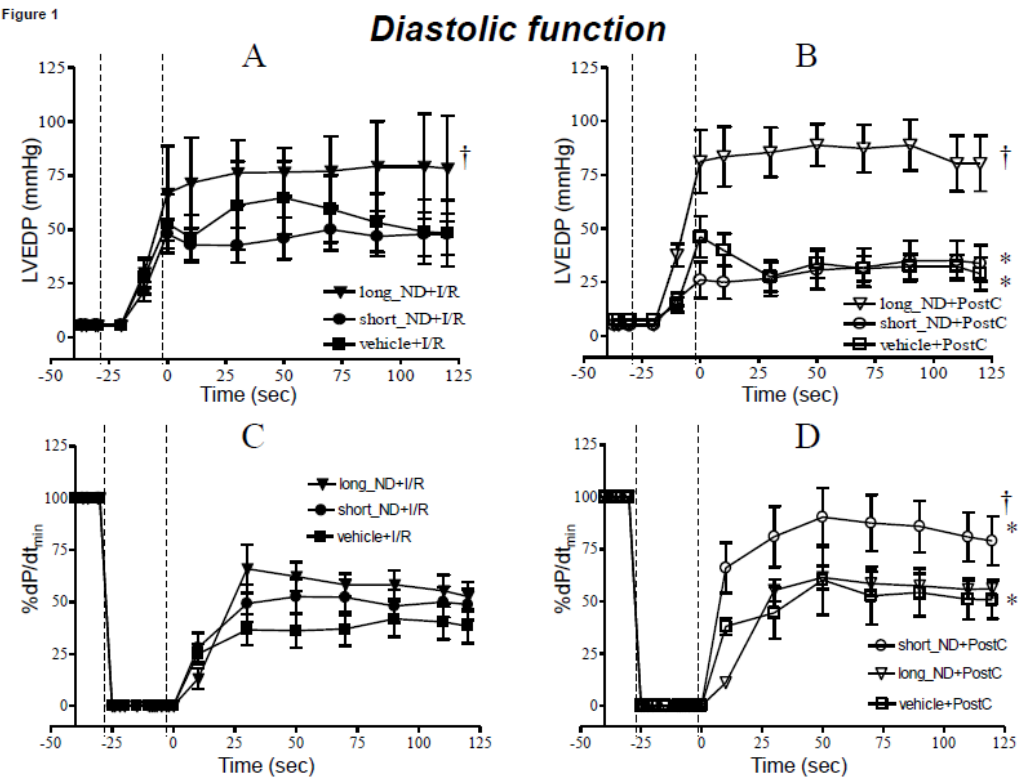 Figure 1
Diastolic function
A
125
100
75
50
25
0
LVEDP (mmHg)
†
long_ND+I/R
short_ND+I/R
vehicle+I/R
-50 -25 0 25 50 75 100 125
Time (sec)
B
125
100
75
50
25
0
LVEDP (mmHg)
†
*
*
long_ND+PostC
short_ND+PostC
vehicle+PostC
-50 -25 0 25 50 75 100 125
Time (sec)
C
125
100
75
50
25
0
%dP/dtmin
long_ND+I/R
short_ND+I/R
vehicle+I/R
-50 -25 0 25 50 75 100 125
Time (sec)
D
125
100
75
50
25
0
%dP/dtmin
†
*
*
short_ND+PostC
long_ND+PostC
vehicle+PostC
-50 -25 0 25 50 75 100 125
Time (sec)